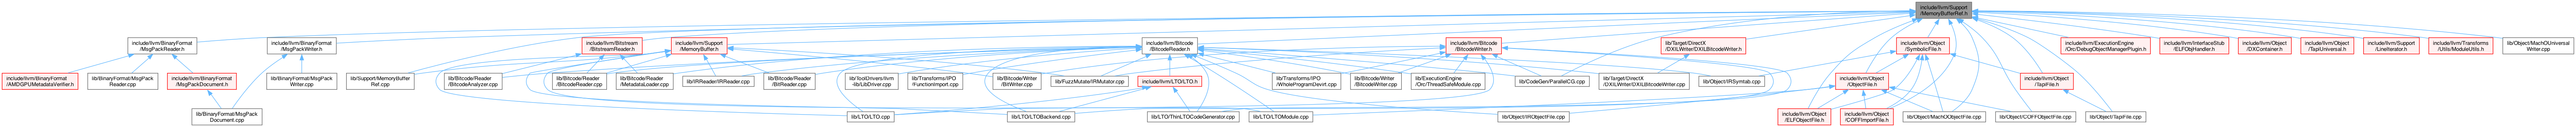 include/llvm/Support
/MemoryBufferRef.h
include/llvm/BinaryFormat
/MsgPackReader.h
include/llvm/BinaryFormat
/MsgPackWriter.h
include/llvm/Bitstream
/BitstreamReader.h
include/llvm/Support
/MemoryBuffer.h
include/llvm/Bitcode
/BitcodeReader.h
include/llvm/Bitcode
/BitcodeWriter.h
lib/Target/DirectX
/DXILWriter/DXILBitcodeWriter.h
include/llvm/Object
/SymbolicFile.h
include/llvm/ExecutionEngine
/Orc/DebugObjectManagerPlugin.h
include/llvm/InterfaceStub
/ELFObjHandler.h
include/llvm/Object
/DXContainer.h
include/llvm/Object
/TapiUniversal.h
include/llvm/Support
/LineIterator.h
include/llvm/Transforms
/Utils/ModuleUtils.h
lib/Object/MachOUniversal
Writer.cpp
include/llvm/BinaryFormat
/AMDGPUMetadataVerifier.h
lib/BinaryFormat/MsgPack
Reader.cpp
include/llvm/BinaryFormat
/MsgPackDocument.h
lib/BinaryFormat/MsgPack
Writer.cpp
lib/Support/MemoryBuffer
Ref.cpp
lib/Bitcode/Reader
/BitcodeAnalyzer.cpp
lib/Bitcode/Reader
/BitcodeReader.cpp
lib/Bitcode/Reader
/MetadataLoader.cpp
lib/IRReader/IRReader.cpp
lib/Bitcode/Reader
/BitReader.cpp
lib/ToolDrivers/llvm
-lib/LibDriver.cpp
lib/Transforms/IPO
/FunctionImport.cpp
lib/Bitcode/Writer
/BitWriter.cpp
lib/FuzzMutate/IRMutator.cpp
include/llvm/LTO/LTO.h
lib/Transforms/IPO
/WholeProgramDevirt.cpp
lib/Bitcode/Writer
/BitcodeWriter.cpp
lib/ExecutionEngine
/Orc/ThreadSafeModule.cpp
lib/CodeGen/ParallelCG.cpp
lib/Target/DirectX
/DXILWriter/DXILBitcodeWriter.cpp
lib/Object/IRSymtab.cpp
include/llvm/Object
/ObjectFile.h
include/llvm/Object
/TapiFile.h
lib/BinaryFormat/MsgPack
Document.cpp
lib/LTO/LTO.cpp
lib/LTO/LTOBackend.cpp
lib/LTO/ThinLTOCodeGenerator.cpp
lib/LTO/LTOModule.cpp
lib/Object/IRObjectFile.cpp
include/llvm/Object
/ELFObjectFile.h
include/llvm/Object
/COFFImportFile.h
lib/Object/MachOObjectFile.cpp
lib/Object/COFFObjectFile.cpp
lib/Object/TapiFile.cpp